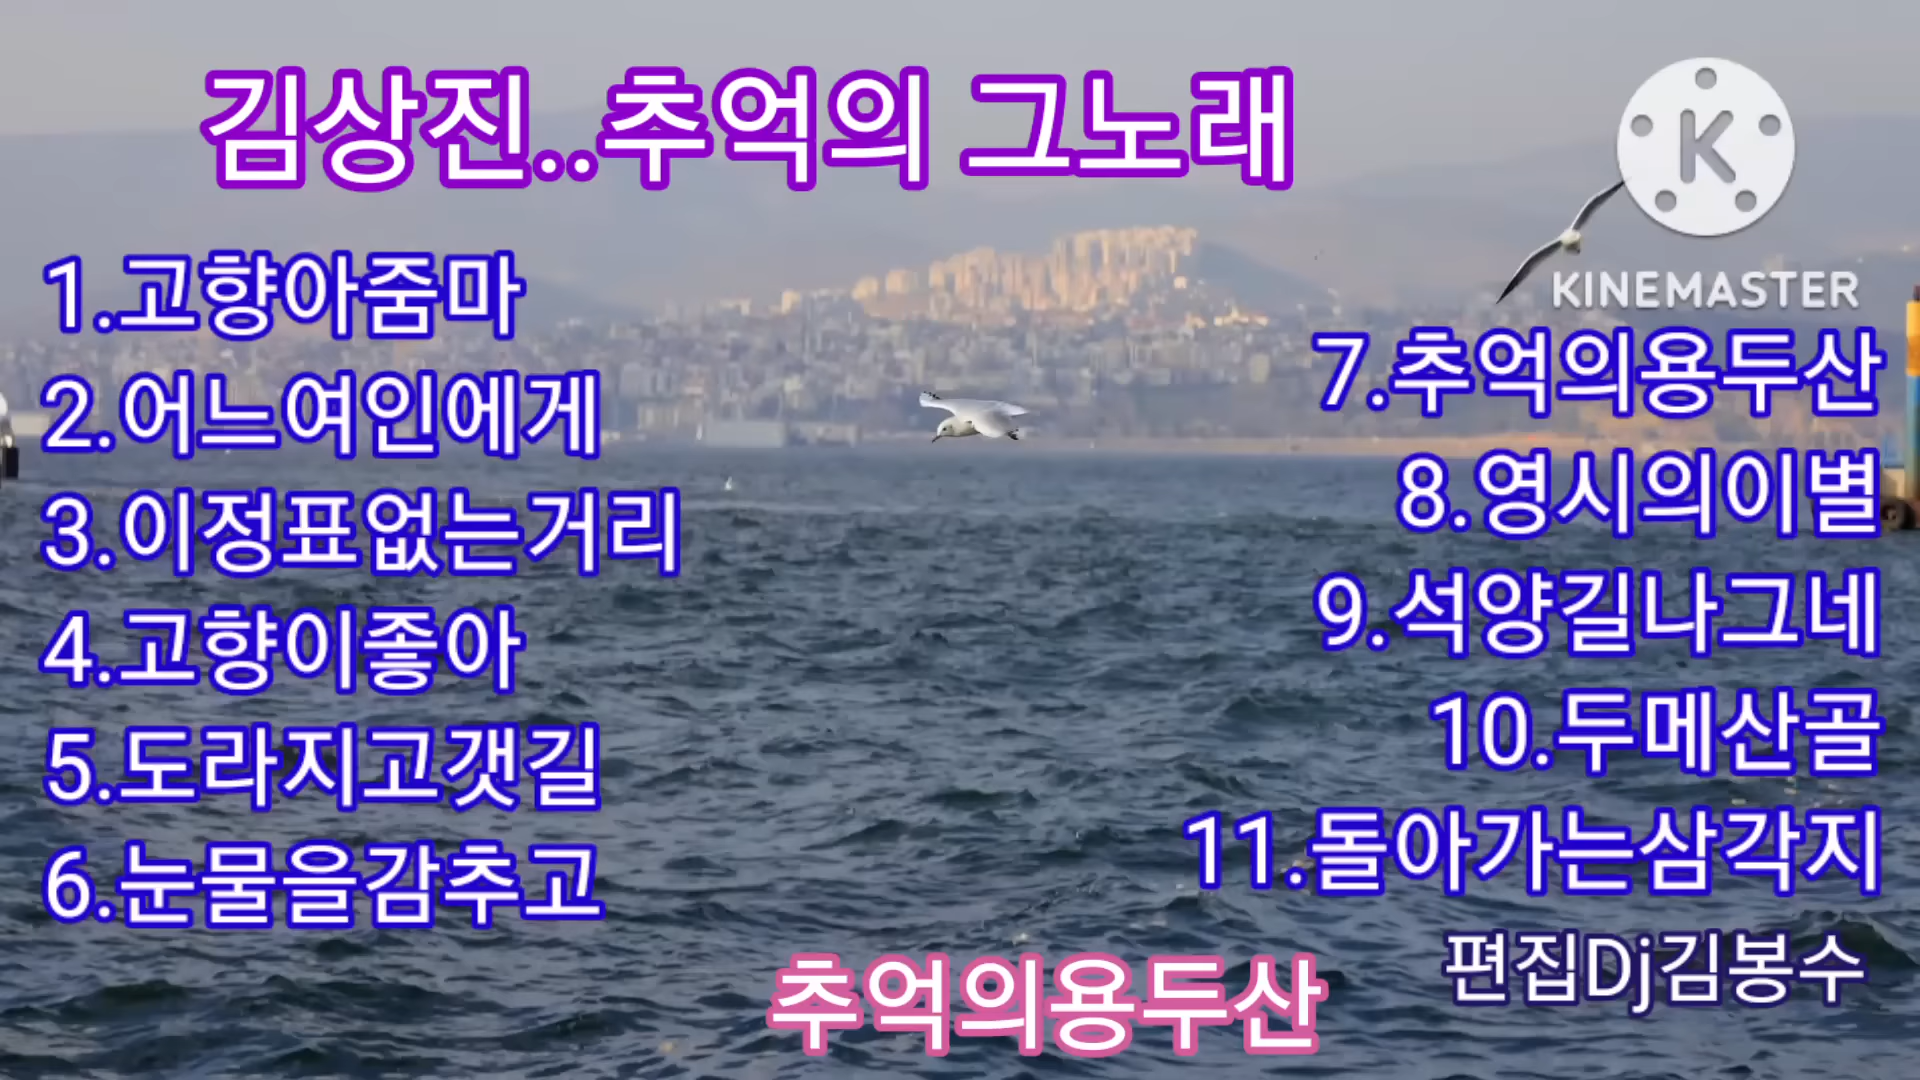 김상진..추억의 그노래
K
KINEMASTER
1.고향아줌마
2.어느여인에게
3.이정표없는거리
4.고향이좋아
5.도라지고갯길
6.눈물을감추고
7.추억의용두산
8.영시의이별
9.석양길나그네
10.두메산골
11.돌아가는삼각지
편집Dj김봉수
추억의용두산